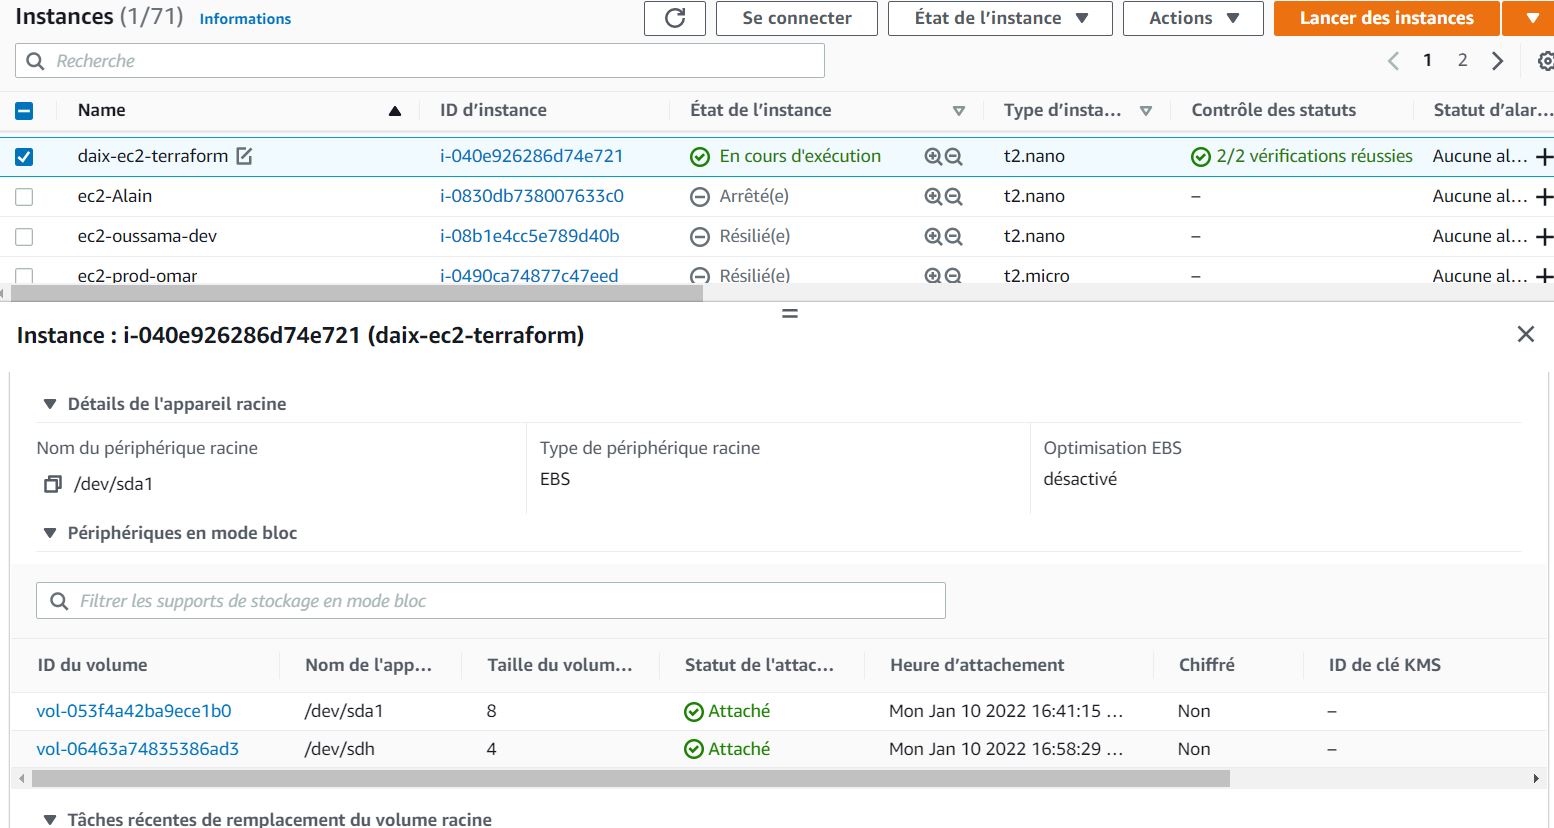 Instances (1/71) Informations Se connecter État de l’instance Actions Lancer des instances
Recherche 1 2
Name ID d’instance État de l’instance Type d’insta... Contrôle des statuts Statut d’alar...
daix-ec2-terraform i-040e926286d74e721 En cours d'exécution t2.nano 2/2 vérifications réussies Aucune al...
ec2-Alain i-0830db738007633c0 Arrêté(e) t2.nano – Aucune al...
ec2-oussama-dev i-08b1e4cc5e789d40b Résilié(e) t2.nano – Aucune al...
ec2-prod-omar i-0490ca74877c47eed Résilié(e) t2.micro – Aucune al...
Instance : i-040e926286d74e721 (daix-ec2-terraform)
Détails de l'appareil racine
Nom du périphérique racine Type de périphérique racine Optimisation EBS
/dev/sda1 EBS désactivé
Périphériques en mode bloc
Filtrer les supports de stockage en mode bloc
ID du volume Nom de l'app... Taille du volum... Statut de l'attac... Heure d’attachement Chiffré ID de clé KMS
vol-053f4a42ba9ece1b0 /dev/sda1 8 Attaché Mon Jan 10 2022 16:41:15 ... Non –
vol-06463a74835386ad3 /dev/sdh 4 Attaché Mon Jan 10 2022 16:58:29 ... Non –
Tâches récentes de remplacement du volume racine